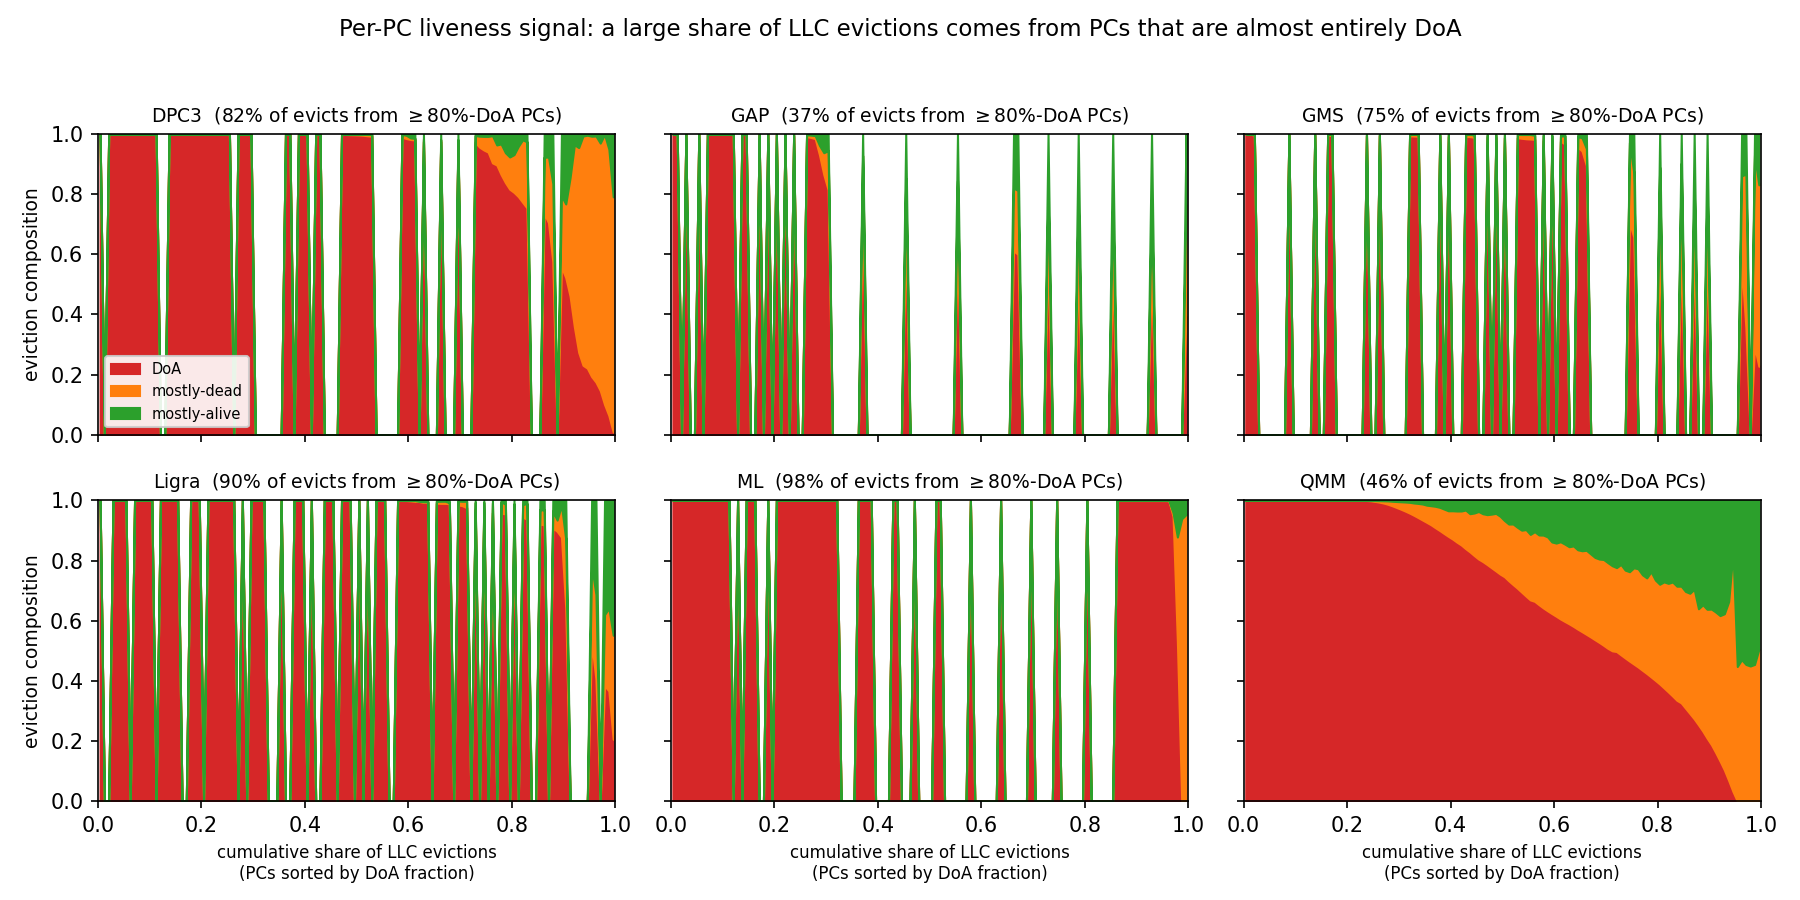 Per-PC liveness signal: a large share of LLC evictions comes from PCs that are almost entirely DoA
DPC3 (82% of evicts from ≥80%-DoA PCs)
GAP (37% of evicts from ≥80%-DoA PCs)
GMS (75% of evicts from ≥80%-DoA PCs)
eviction composition
1.0
0.8
0.6
0.4
0.2
0.0
DoA
mostly-dead
mostly-alive
Ligra (90% of evicts from ≥80%-DoA PCs)
ML (98% of evicts from ≥80%-DoA PCs)
QMM (46% of evicts from ≥80%-DoA PCs)
eviction composition
1.0
0.8
0.6
0.4
0.2
0.0
0.0 0.2 0.4 0.6 0.8 1.0
0.0 0.2 0.4 0.6 0.8 1.0
0.0 0.2 0.4 0.6 0.8 1.0
cumulative share of LLC evictions
(PCs sorted by DoA fraction)
cumulative share of LLC evictions
(PCs sorted by DoA fraction)
cumulative share of LLC evictions
(PCs sorted by DoA fraction)